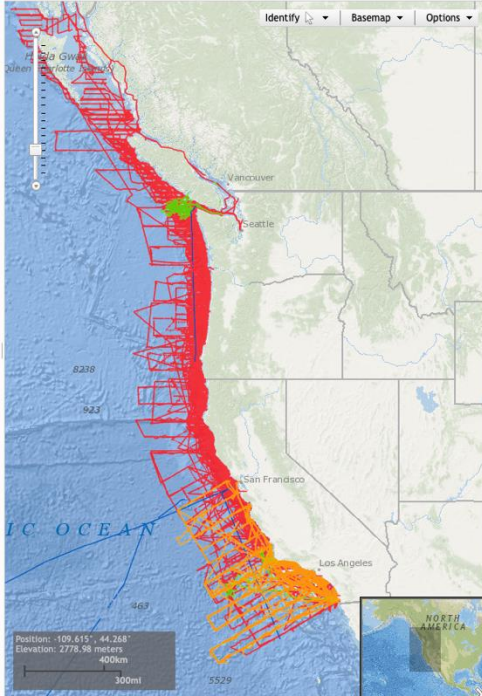 Identify Basemap Options
Haida Gwaii
Queen Charlotte Islands
Vancouver
Seattle
8238
923
San Francisco
IC OCEAN
Los Angeles
463
NORTH
AMERICA
Position: -109.615°, 44.268°
Elevation: 2778.98 meters
400km
300mi
5529